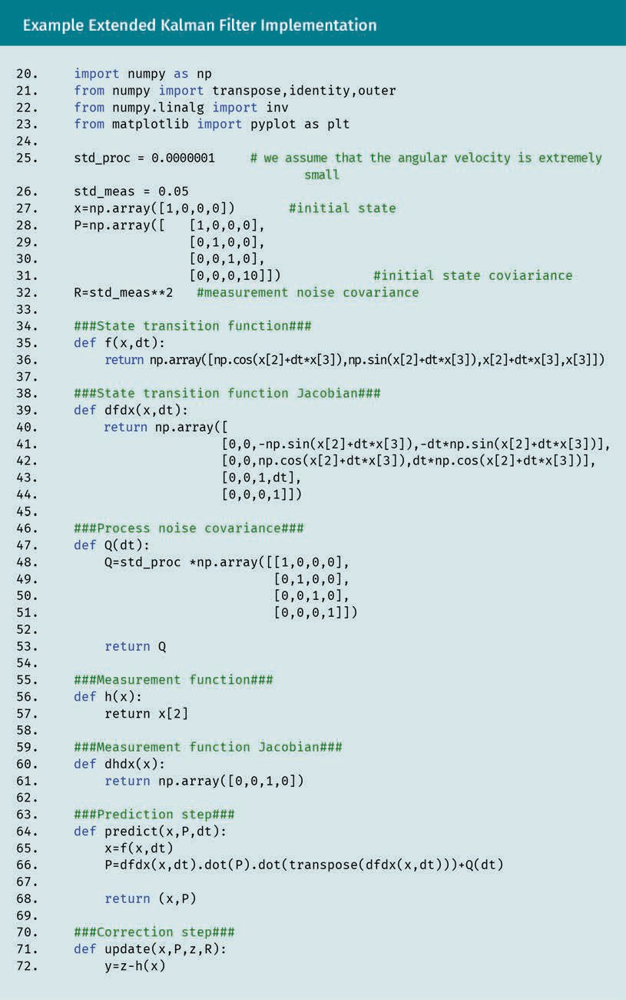 Example Extended Kalman Filter Implementation
20. import numpy as np
21. from numpy import transpose,identity,outer
22. from numpy.linalg import inv
23. from matplotlib import pyplot as plt
24.
25. std_proc = 0.0000001 # we assume that the angular velocity is extremely
small
26. std_meas = 0.05
27. x=np.array([1,0,0,0]) #initial state
28. P=np.array([ [1,0,0,0],
29. [0,1,0,0],
30. [0,0,1,0],
31. [0,0,0,10]]) #initial state coviariance
32. R=std_meas**2 #measurement noise covariance
33.
34. ###State transition function###
35. def f(x,dt):
36. return np.array([np.cos(x[2]+dt*x[3]),np.sin(x[2]+dt*x[3]),x[2]+dt*x[3],x[3]])
37.
38. ###State transition function Jacobian###
39. def dfdx(x,dt):
40. return np.array([
41. [0,0,-np.sin(x[2]+dt*x[3]),-dt*np.sin(x[2]+dt*x[3])],
42. [0,0,np.cos(x[2]+dt*x[3]),dt*np.cos(x[2]+dt*x[3])],
43. [0,0,1,dt],
44. [0,0,0,1]])
45.
46. ###Process noise covariance###
47. def Q(dt):
48. Q=std_proc *np.array([[1,0,0,0],
49. [0,1,0,0],
50. [0,0,1,0],
51. [0,0,0,1]])
52.
53. return Q
54.
55. ###Measurement function###
56. def h(x):
57. return x[2]
58.
59. ###Measurement function Jacobian###
60. def dhdx(x):
61. return np.array([0,0,1,0])
62.
63. ###Prediction step###
64. def predict(x,P,dt):
65. x=f(x,dt)
66. P=dfdx(x,dt).dot(P).dot(transpose(dfdx(x,dt)))+Q(dt)
67.
68. return (x,P)
69.
70. ###Correction step###
71. def update(x,P,z,R):
72. y=z-h(x)